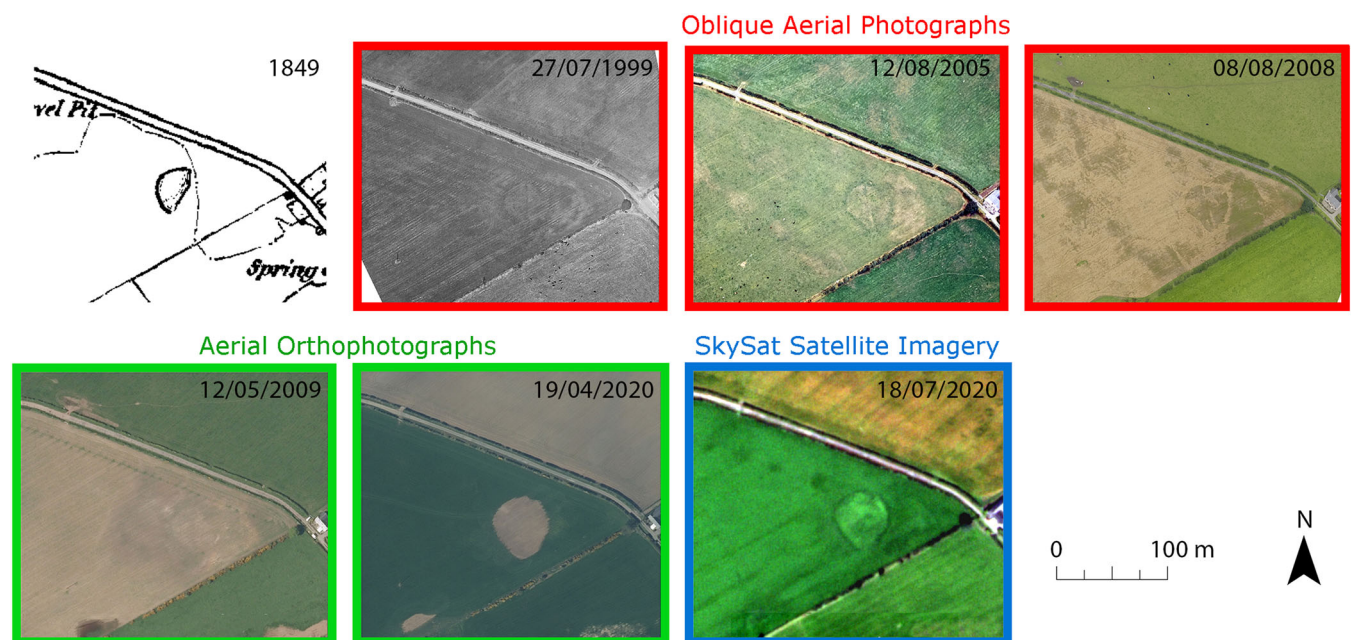 Oblique Aerial Photographs
1849
27/07/1999
12/08/2005
08/08/2008
vel Pit
Spring
Aerial Orthophotographs
SkySat Satellite Imagery
12/05/2009
19/04/2020
18/07/2020
0 100 m
N